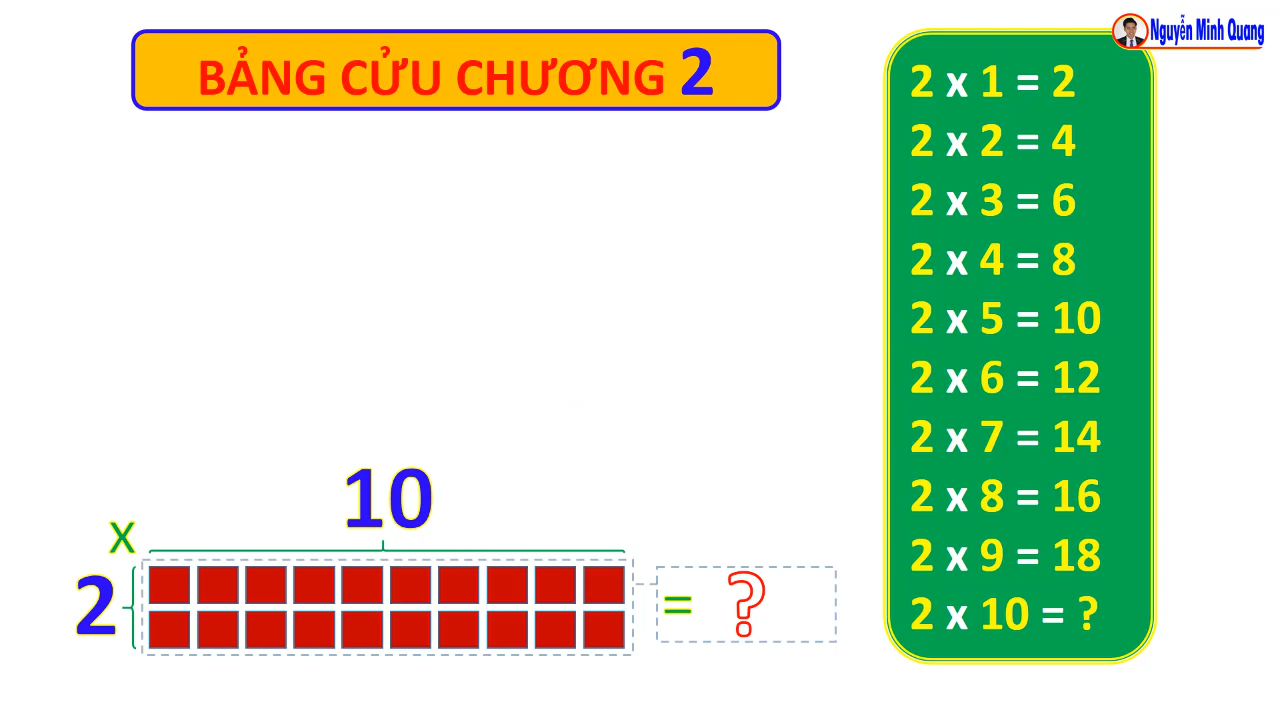 Nguyễn Minh Quang
BẢNG CỬU CHƯƠNG 2
2 x 1 = 2
2 x 2 = 4
2 x 3 = 6
2 x 4 = 8
2 x 5 = 10
2 x 6 = 12
2 x 7 = 14
2 x 8 = 16
2 x 9 = 18
2 x 10 = ?
10
x
2
= ?